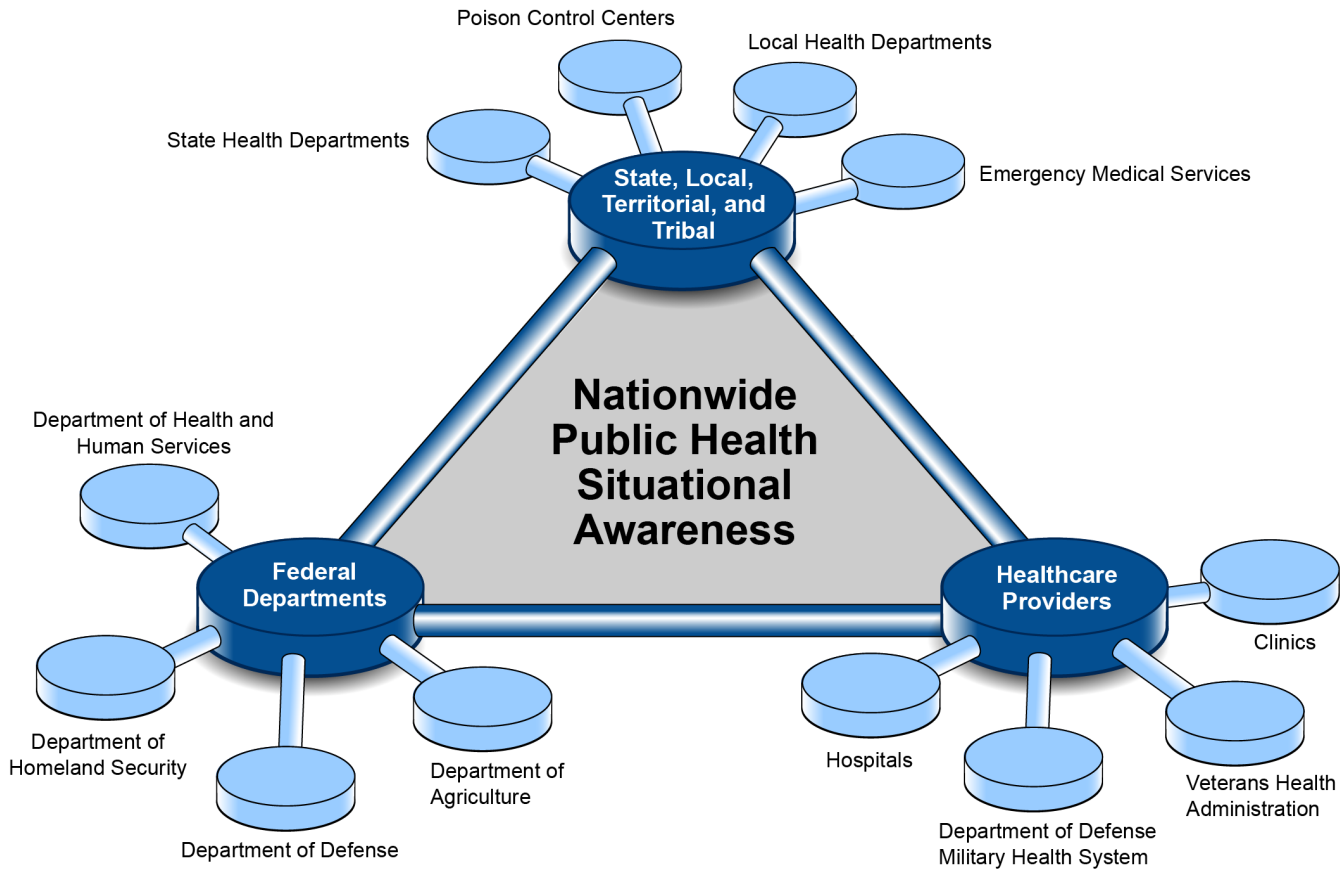 Poison Control Centers
Local Health Departments
State Health Departments
Emergency Medical Services
State, Local,
Territorial, and
Tribal
Nationwide
Public Health
Situational
Awareness
Department of Health and
Human Services
Federal
Departments
Healthcare
Providers
Clinics
Department of
Homeland Security
Department of Defense
Department of
Agriculture
Hospitals
Department of Defense
Military Health System
Veterans Health
Administration